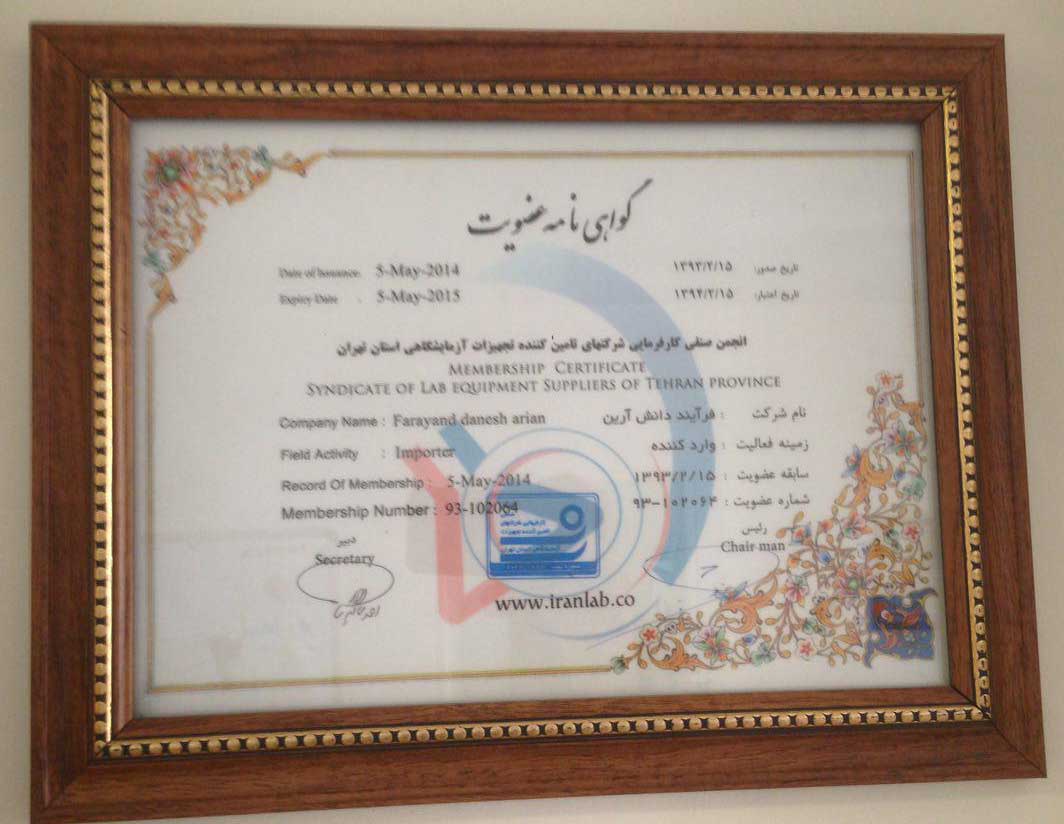 گواهی نامه عضویت
Date of Issuance: 5-May-2014
تاریخ صدور: ۱۳۹۳/۲/۱۵
Expiry Date : 5-May-2015
تاریخ اعتبار: ۱۳۹۴/۲/۱۵
انجمن صنفی کارفرمایی شرکتهای تامین کننده تجهیزات آزمایشگاهی استان تهران
MEMBERSHIP CERTIFICATE
SYNDICATE OF LAB EQUIPMENT SUPPLIERS OF TEHRAN PROVINCE
Company Name : Farayand danesh arian
نام شرکت : فرآیند دانش آرین
Field Activity : Importer
زمینه فعالیت : وارد کننده
Record Of Membership : 5-May-2014
سابقه عضویت : ۱۳۹۳/۲/۱۵
Membership Number : 93-102064
شماره عضویت : ۹۳-۱۰۲۰۶۴
دبیر
Secretary
رئیس
Chair man
www.iranlab.co